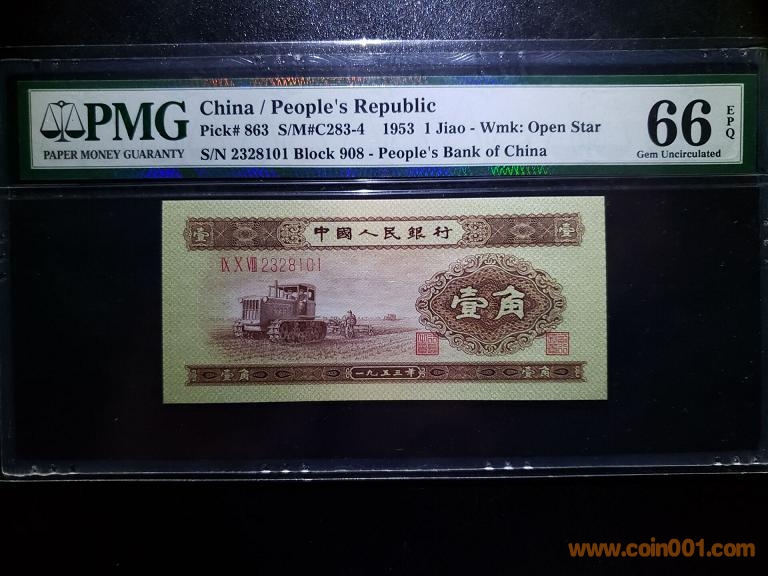 PMG
PAPER MONEY GUARANTY
China / People's Republic
Pick# 863 S/M#C283-4 1953 1 Jiao - Wmk: Open Star
S/N 2328101 Block 908 - People's Bank of China
66 EPQ
Gem Uncirculated
壹 中國人民銀行 壹
ⅨⅩⅧ 2328101
壹角
壹角 一九五三年 壹角
www.coin001.com